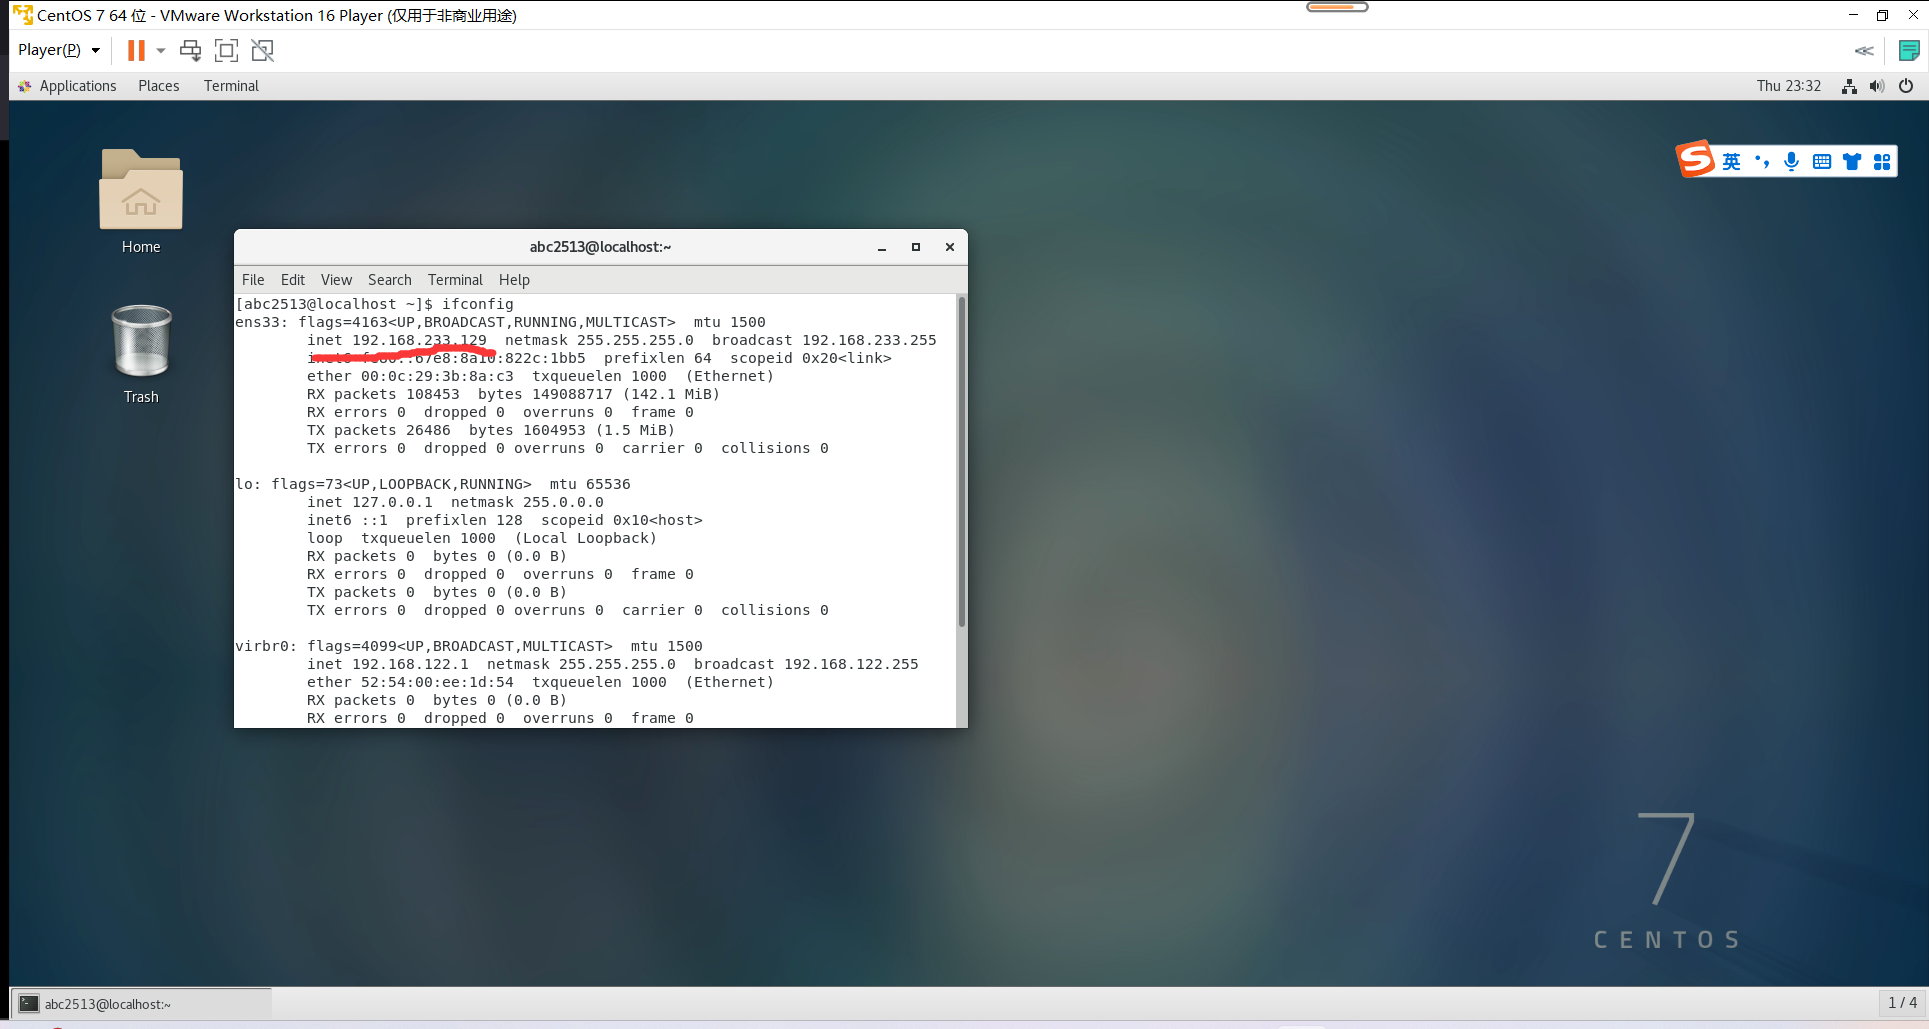 CentOS 7 64 位 - VMware Workstation 16 Player (仅用于非商业用途)
Player(P)
Applications Places Terminal Thu 23:32
英
Home
Trash
abc2513@localhost:~
File Edit View Search Terminal Help
[abc2513@localhost ~]$ ifconfig
ens33: flags=4163<UP,BROADCAST,RUNNING,MULTICAST>  mtu 1500
inet 192.168.233.129  netmask 255.255.255.0  broadcast 192.168.233.255
inet6 fe80::67e8:8a10:822c:1bb5  prefixlen 64  scopeid 0x20<link>
ether 00:0c:29:3b:8a:c3  txqueuelen 1000  (Ethernet)
RX packets 108453  bytes 149088717 (142.1 MiB)
RX errors 0  dropped 0  overruns 0  frame 0
TX packets 26486  bytes 1604953 (1.5 MiB)
TX errors 0  dropped 0 overruns 0  carrier 0  collisions 0
lo: flags=73<UP,LOOPBACK,RUNNING>  mtu 65536
inet 127.0.0.1  netmask 255.0.0.0
inet6 ::1  prefixlen 128  scopeid 0x10<host>
loop  txqueuelen 1000  (Local Loopback)
RX packets 0  bytes 0 (0.0 B)
RX errors 0  dropped 0  overruns 0  frame 0
TX packets 0  bytes 0 (0.0 B)
TX errors 0  dropped 0 overruns 0  carrier 0  collisions 0
virbr0: flags=4099<UP,BROADCAST,MULTICAST>  mtu 1500
inet 192.168.122.1  netmask 255.255.255.0  broadcast 192.168.122.255
ether 52:54:00:ee:1d:54  txqueuelen 1000  (Ethernet)
RX packets 0  bytes 0 (0.0 B)
RX errors 0  dropped 0  overruns 0  frame 0
7
CENTOS
abc2513@localhost:~
1 / 4